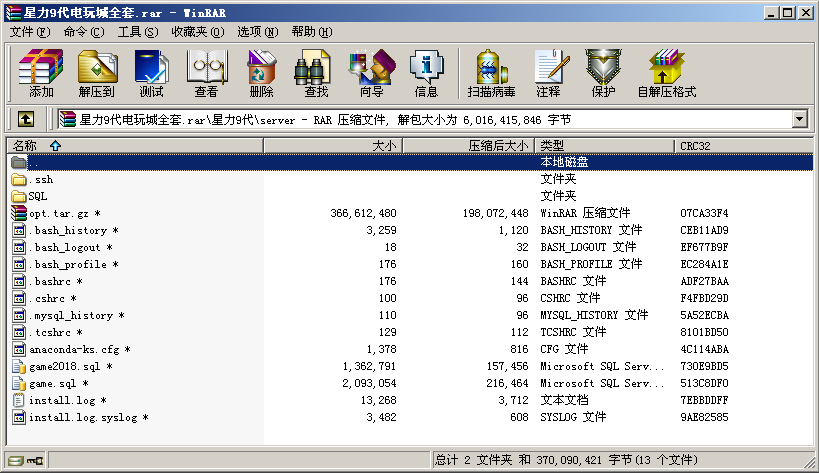 星力9代电玩城全套.rar - WinRAR
文件(F) 命令(C) 工具(S) 收藏夹(O) 选项(N) 帮助(H)
添加 解压到 测试 查看 删除 查找 向导 信息 扫描病毒 注释 保护 自解压格式
星力9代电玩城全套.rar\星力9代\server - RAR 压缩文件, 解包大小为 6,016,415,846 字节
名称 大小 压缩后大小 类型 CRC32
.. 本地磁盘
.ssh 文件夹
SQL 文件夹
opt.tar.gz * 366,612,480 198,072,448 WinRAR 压缩文件 07CA33F4
.bash_history * 3,259 1,120 BASH_HISTORY 文件 CEB11AD9
.bash_logout * 18 32 BASH_LOGOUT 文件 EF677B9F
.bash_profile * 176 160 BASH_PROFILE 文件 EC284A1E
.bashrc * 176 144 BASHRC 文件 ADF27BAA
.cshrc * 100 96 CSHRC 文件 F4FBD29D
.mysql_history * 110 96 MYSQL_HISTORY 文件 5A52ECBA
.tcshrc * 129 112 TCSHRC 文件 8101BD50
anaconda-ks.cfg * 1,378 816 CFG 文件 4C114ABA
game2018.sql * 1,362,791 157,456 Microsoft SQL Serv... 730E9BD5
game.sql * 2,093,054 216,464 Microsoft SQL Serv... 513C8DF0
install.log * 13,268 3,712 文本文档 7EBBDDFF
install.log.syslog * 3,482 608 SYSLOG 文件 9AE82585
总计 2 文件夹 和 370,090,421 字节(13 个文件)